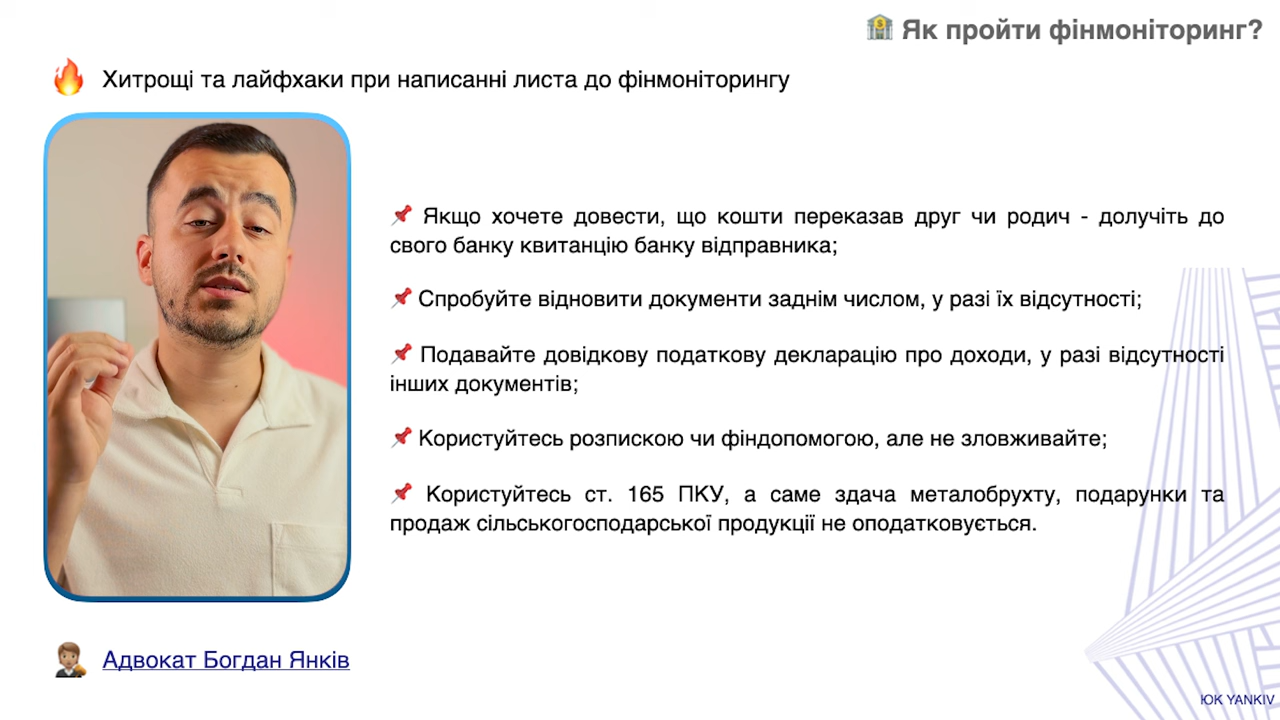 Як пройти фінмоніторинг?
Хитрощі та лайфхаки при написанні листа до фінмоніторингу
Якщо хочете довести, що кошти переказав друг чи родич - долучіть до
свого банку квитанцію банку відправника;
Спробуйте відновити документи заднім числом, у разі їх відсутності;
Подавайте довідкову податкову декларацію про доходи, у разі відсутності
інших документів;
Користуйтесь розпискою чи фіндопомогою, але не зловживайте;
Користуйтесь ст. 165 ПКУ, а саме здача металобрухту, подарунки та
продаж сільськогосподарської продукції не оподатковується.
Адвокат Богдан Янків
ЮК YANKIV